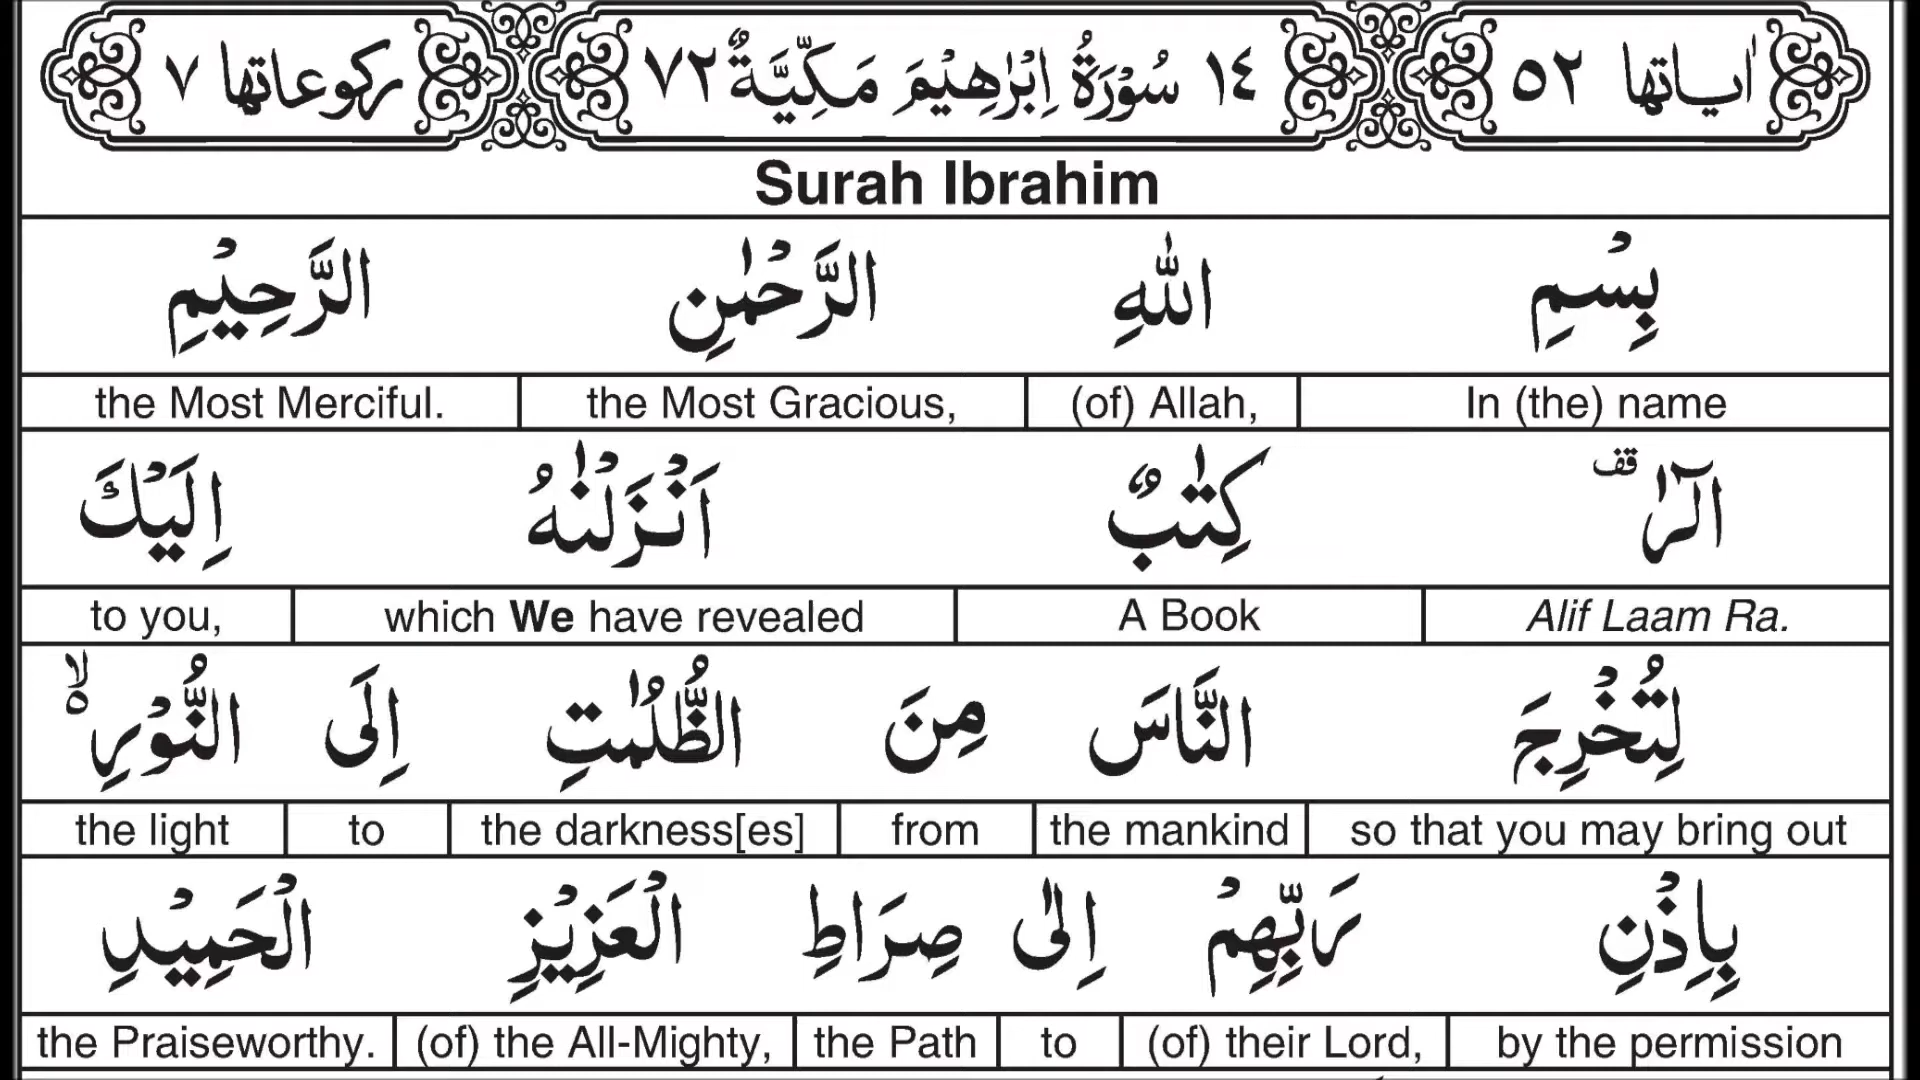 اٰياتها ٥٢ ١٤ سُوْرَةُ اِبْرٰهِيْمَ مَكِّيَّةٌ ٧٢ ركوعاتها ٧
Surah Ibrahim
بِسْمِ اللّٰهِ الرَّحْمٰنِ الرَّحِيْمِ
In (the) name (of) Allah, the Most Gracious, the Most Merciful.
الٓرٰ ۣ قف كِتٰبٌ اَنْزَلْنٰهُ اِلَيْكَ
Alif Laam Ra. A Book which We have revealed to you,
لِتُخْرِجَ النَّاسَ مِنَ الظُّلُمٰتِ اِلَى النُّوْرِ ۙ۬
so that you may bring out the mankind from the darkness[es] to the light
بِاِذْنِ رَبِّهِمْ اِلٰى صِرَاطِ الْعَزِيْزِ الْحَمِيْدِ
by the permission (of) their Lord, to the Path (of) the All-Mighty, the Praiseworthy.